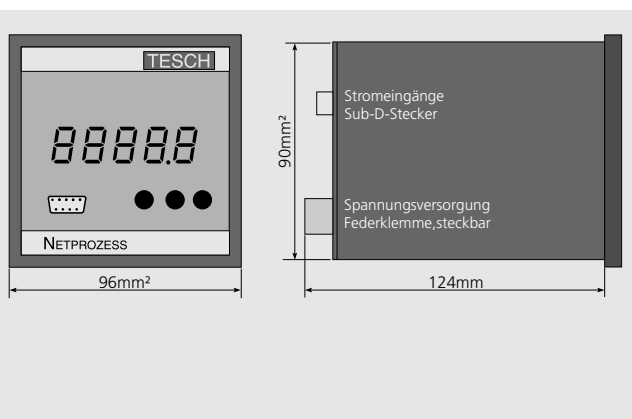 TESCH
8888.8
NETPROZESS
96mm²
90mm²
Stromeingänge
Sub-D-Stecker
Spannungsversorgung
Federklemme,steckbar
124mm